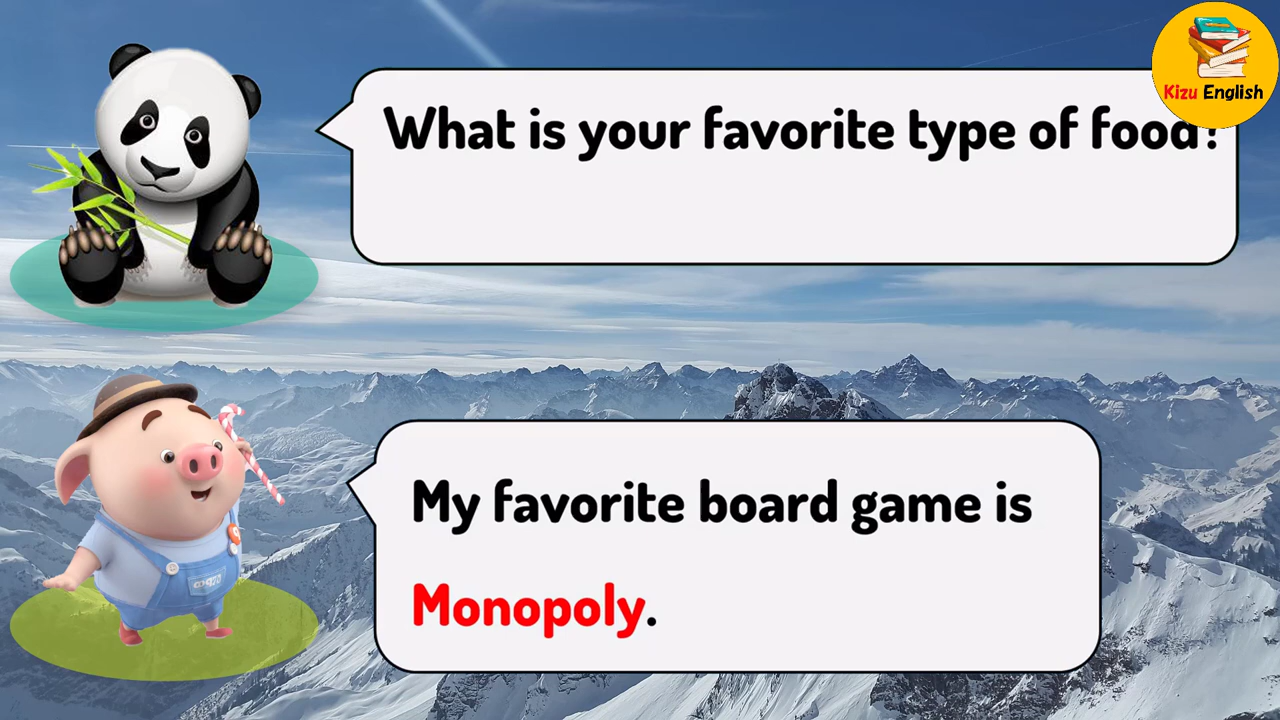 Kizu English
What is your favorite type of food?
My favorite board game is
Monopoly.